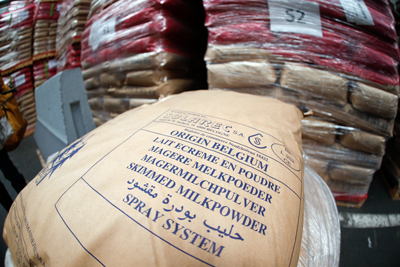 52
S.A.
ORIGIN BELGIUM
LAIT ECREME EN POUDRE
MAGERE MELKPOEDER
MAGERMILCHPULVER
SKIMMED MILKPOWDER
حليب بودرة مقشود
SPRAY SYSTEM